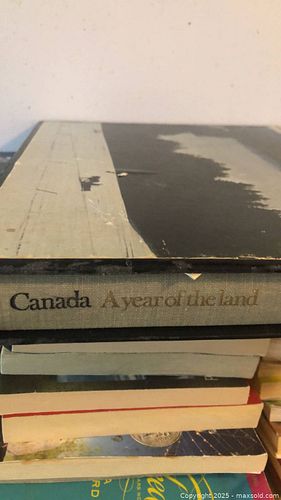 Canada A year of the land
Copyright © 2025 - maxsold.com